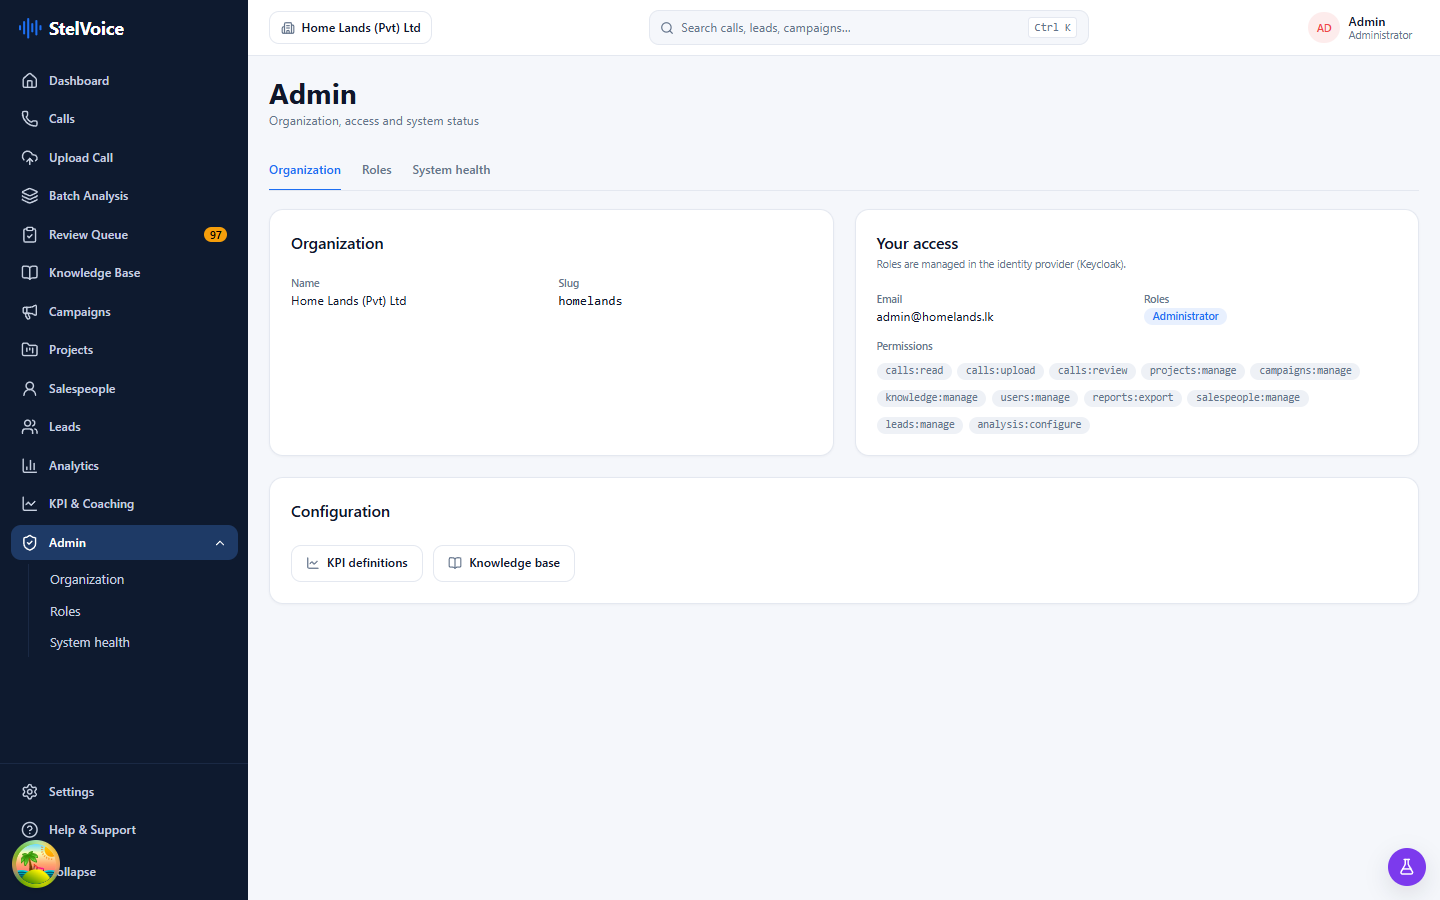 StelVoice
Dashboard
Calls
Upload Call
Batch Analysis
Review Queue 97
Knowledge Base
Campaigns
Projects
Salespeople
Leads
Analytics
KPI & Coaching
Admin
Organization
Roles
System health
Settings
Help & Support
ollapse
Home Lands (Pvt) Ltd
Search calls, leads, campaigns... Ctrl K
AD
Admin
Administrator
Admin
Organization, access and system status
Organization Roles System health
Organization
Name Slug
Home Lands (Pvt) Ltd homelands
Your access
Roles are managed in the identity provider (Keycloak).
Email Roles
admin@homelands.lk Administrator
Permissions
calls:read calls:upload calls:review projects:manage campaigns:manage
knowledge:manage users:manage reports:export salespeople:manage
leads:manage analysis:configure
Configuration
KPI definitions Knowledge base